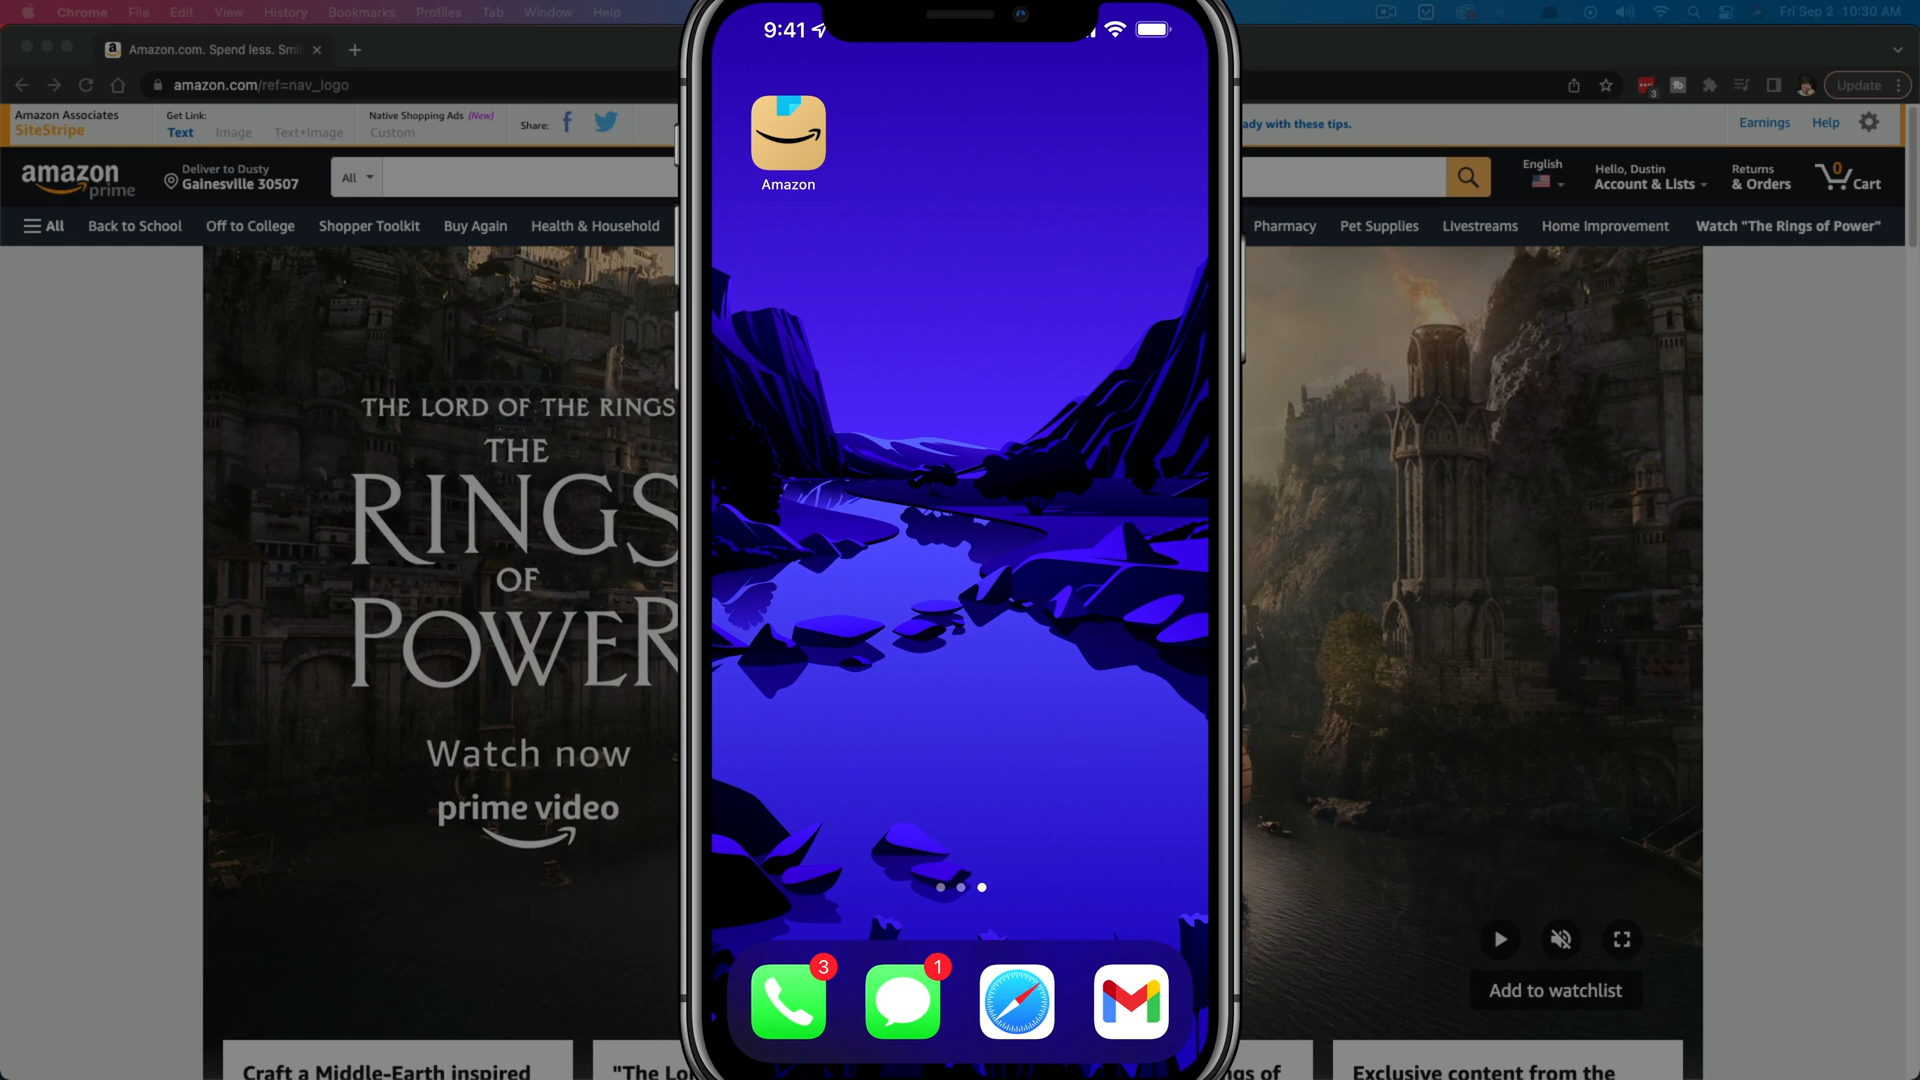 Chrome File Edit View History Bookmarks Profiles Tab Window Help
Fri Sep 2 10:30 AM
9:41
Amazon.com. Spend less. Smi
amazon.com/ref=nav_logo
3
Update
Amazon Associates
SiteStripe
Get Link:
Text Image Text+Image
Native Shopping Ads (New)
Custom
Share:
ady with these tips.
Earnings Help
amazon
prime
Deliver to Dusty
Gainesville 30507
All
English
Hello, Dustin
Account & Lists
Returns
& Orders
0
Cart
Amazon
All Back to School Off to College Shopper Toolkit Buy Again Health & Household
Pharmacy Pet Supplies Livestreams Home Improvement Watch "The Rings of Power"
THE LORD OF THE RINGS
THE
RINGS
OF
POWER
Watch now
prime video
Add to watchlist
3
1
Craft a Middle-Earth inspired
"The Lo
ngs of
Exclusive content from the